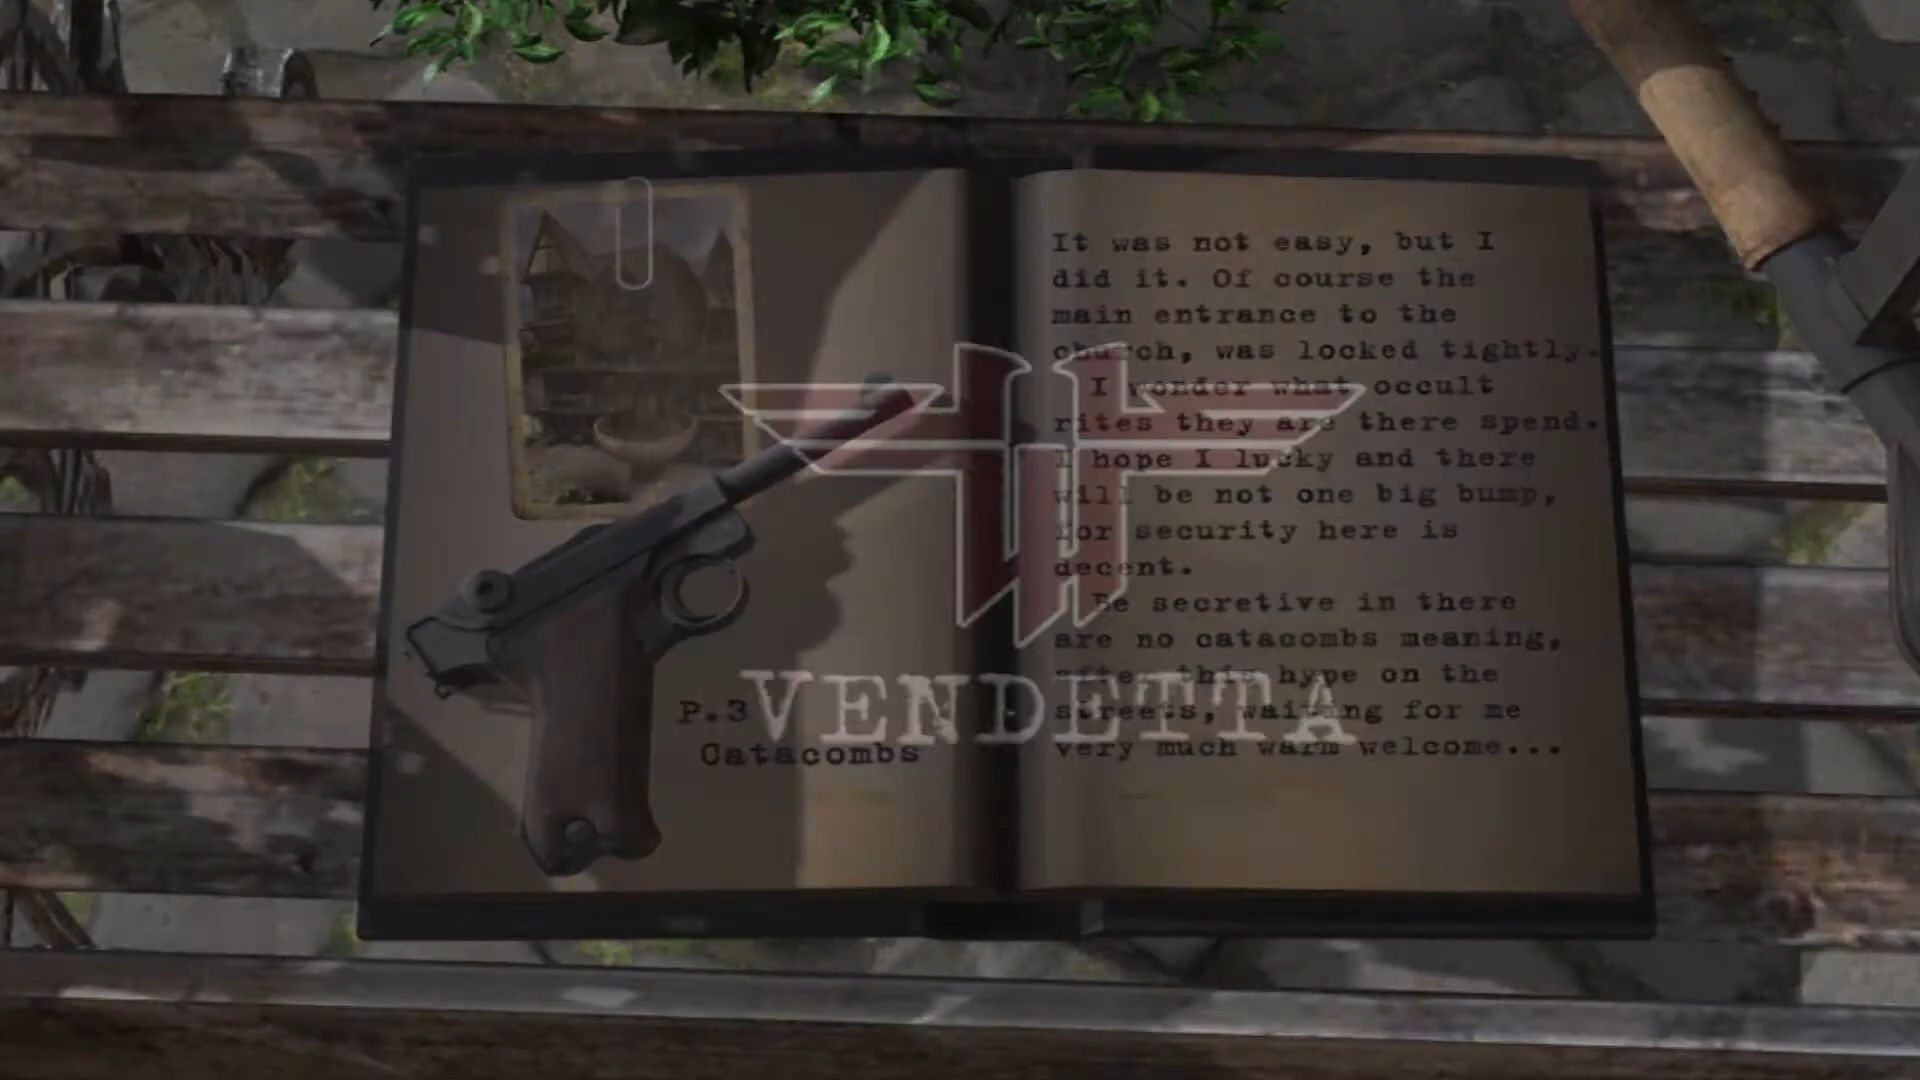 P.3
Catacombs
It was not easy, but I
did it. Of course the
main entrance to the
church, was locked tightly.
I wonder what occult
rites they are there spend.
I hope I lucky and there
will be not one big bump,
for security here is
decent.
Be secretive in there
are no catacombs meaning,
after this hype on the
streets, waiting for me
very much warm welcome...
VENDETTA